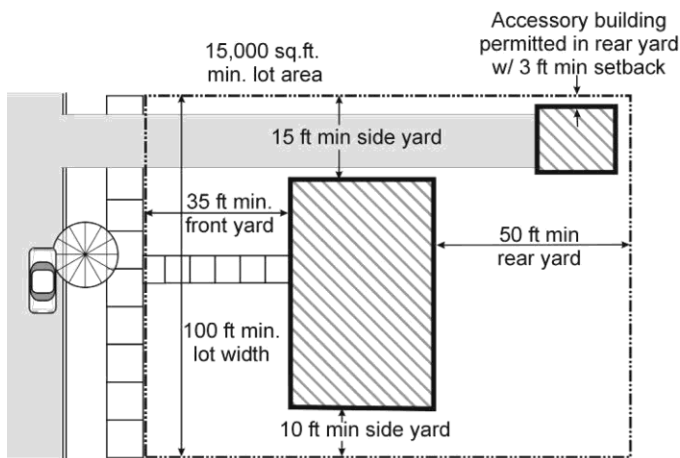 Accessory building
permitted in rear yard
w/ 3 ft min setback
15,000 sq.ft.
min. lot area
15 ft min side yard
35 ft min.
front yard
50 ft min
rear yard
100 ft min.
lot width
10 ft min side yard